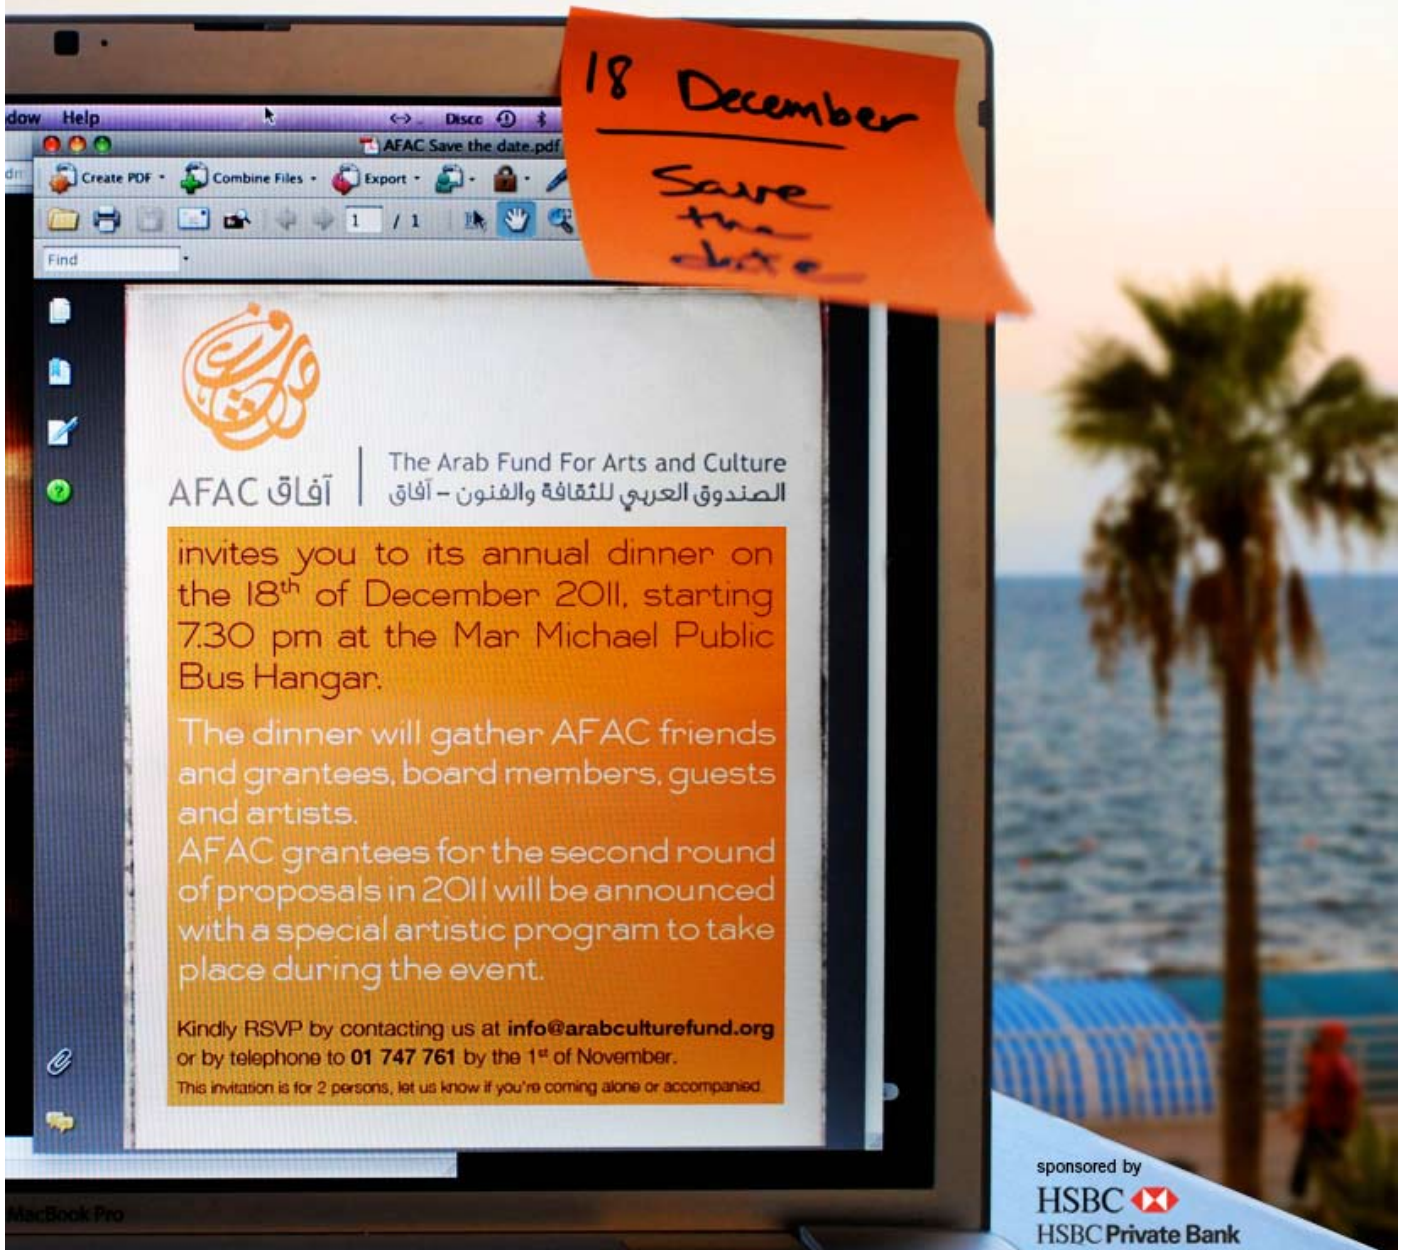 18 December
Save
the
date
dow Help
Disco
AFAC Save the date.pdf
Create PDF
Combine Files
Export
1 / 1
Find
AFAC آفاق
The Arab Fund For Arts and Culture
الصندوق العربي للثقافة والفنون – آفاق
invites you to its annual dinner on
the 18th of December 2011, starting
7.30 pm at the Mar Michael Public
Bus Hangar.
The dinner will gather AFAC friends
and grantees, board members, guests
and artists.
AFAC grantees for the second round
of proposals in 2011 will be announced
with a special artistic program to take
place during the event.
Kindly RSVP by contacting us at info@arabculturefund.org
or by telephone to 01 747 761 by the 1st of November.
This invitation is for 2 persons, let us know if you're coming alone or accompanied.
MacBook Pro
sponsored by
HSBC
HSBC Private Bank